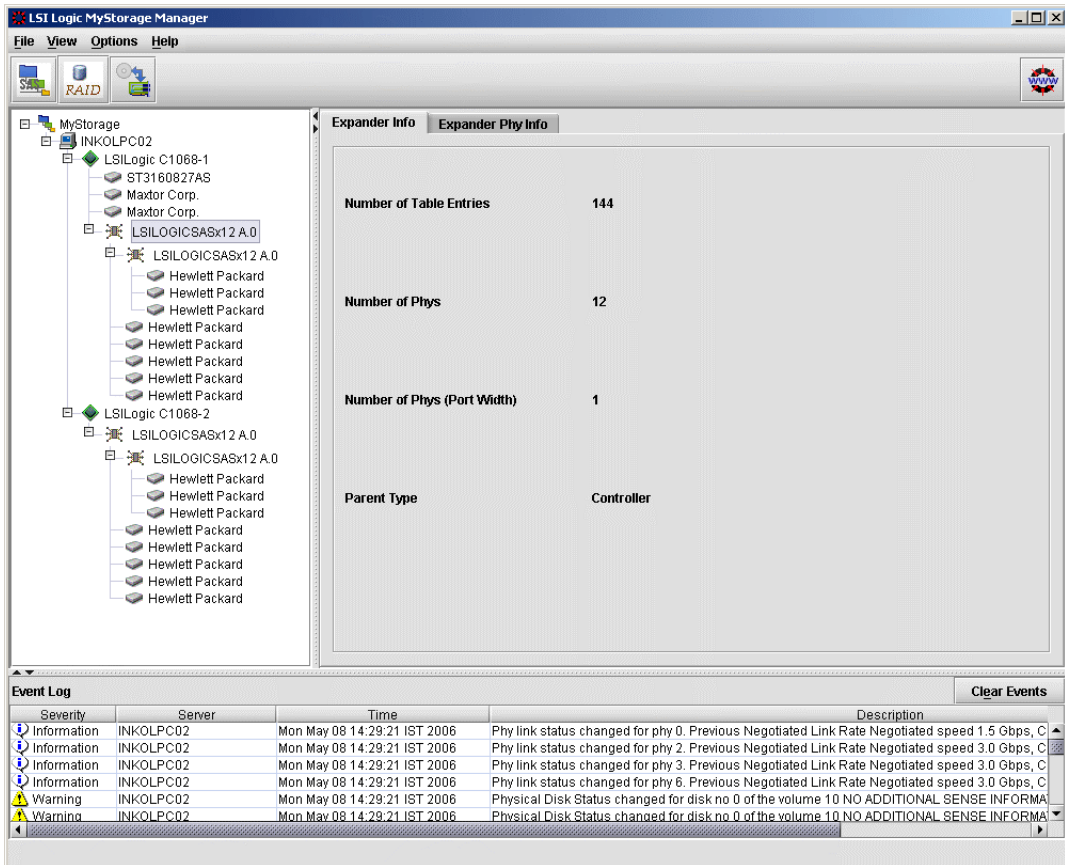 LSI Logic MyStorage Manager
File View Options Help
SAS
RAID
WWW
MyStorage
INKOLPC02
LSILogic C1068-1
ST3160827AS
Maxtor Corp.
Maxtor Corp.
LSILOGICSASx12 A.0
LSILOGICSASx12 A.0
Hewlett Packard
Hewlett Packard
Hewlett Packard
Hewlett Packard
Hewlett Packard
Hewlett Packard
Hewlett Packard
Hewlett Packard
LSILogic C1068-2
LSILOGICSASx12 A.0
LSILOGICSASx12 A.0
Hewlett Packard
Hewlett Packard
Hewlett Packard
Hewlett Packard
Hewlett Packard
Hewlett Packard
Hewlett Packard
Hewlett Packard
Expander Info Expander Phy Info
Number of Table Entries 144
Number of Phys 12
Number of Phys (Port Width) 1
Parent Type Controller
Event Log Clear Events
Severity Server Time Description
Information INKOLPC02 Mon May 08 14:29:21 IST 2006 Phy link status changed for phy 0. Previous Negotiated Link Rate Negotiated speed 1.5 Gbps, C
Information INKOLPC02 Mon May 08 14:29:21 IST 2006 Phy link status changed for phy 2. Previous Negotiated Link Rate Negotiated speed 3.0 Gbps, C
Information INKOLPC02 Mon May 08 14:29:21 IST 2006 Phy link status changed for phy 3. Previous Negotiated Link Rate Negotiated speed 3.0 Gbps, C
Information INKOLPC02 Mon May 08 14:29:21 IST 2006 Phy link status changed for phy 6. Previous Negotiated Link Rate Negotiated speed 3.0 Gbps, C
Warning INKOLPC02 Mon May 08 14:29:21 IST 2006 Physical Disk Status changed for disk no 0 of the volume 10 NO ADDITIONAL SENSE INFORMA
Warning INKOLPC02 Mon May 08 14:29:21 IST 2006 Physical Disk Status changed for disk no 0 of the volume 10 NO ADDITIONAL SENSE INFORMA